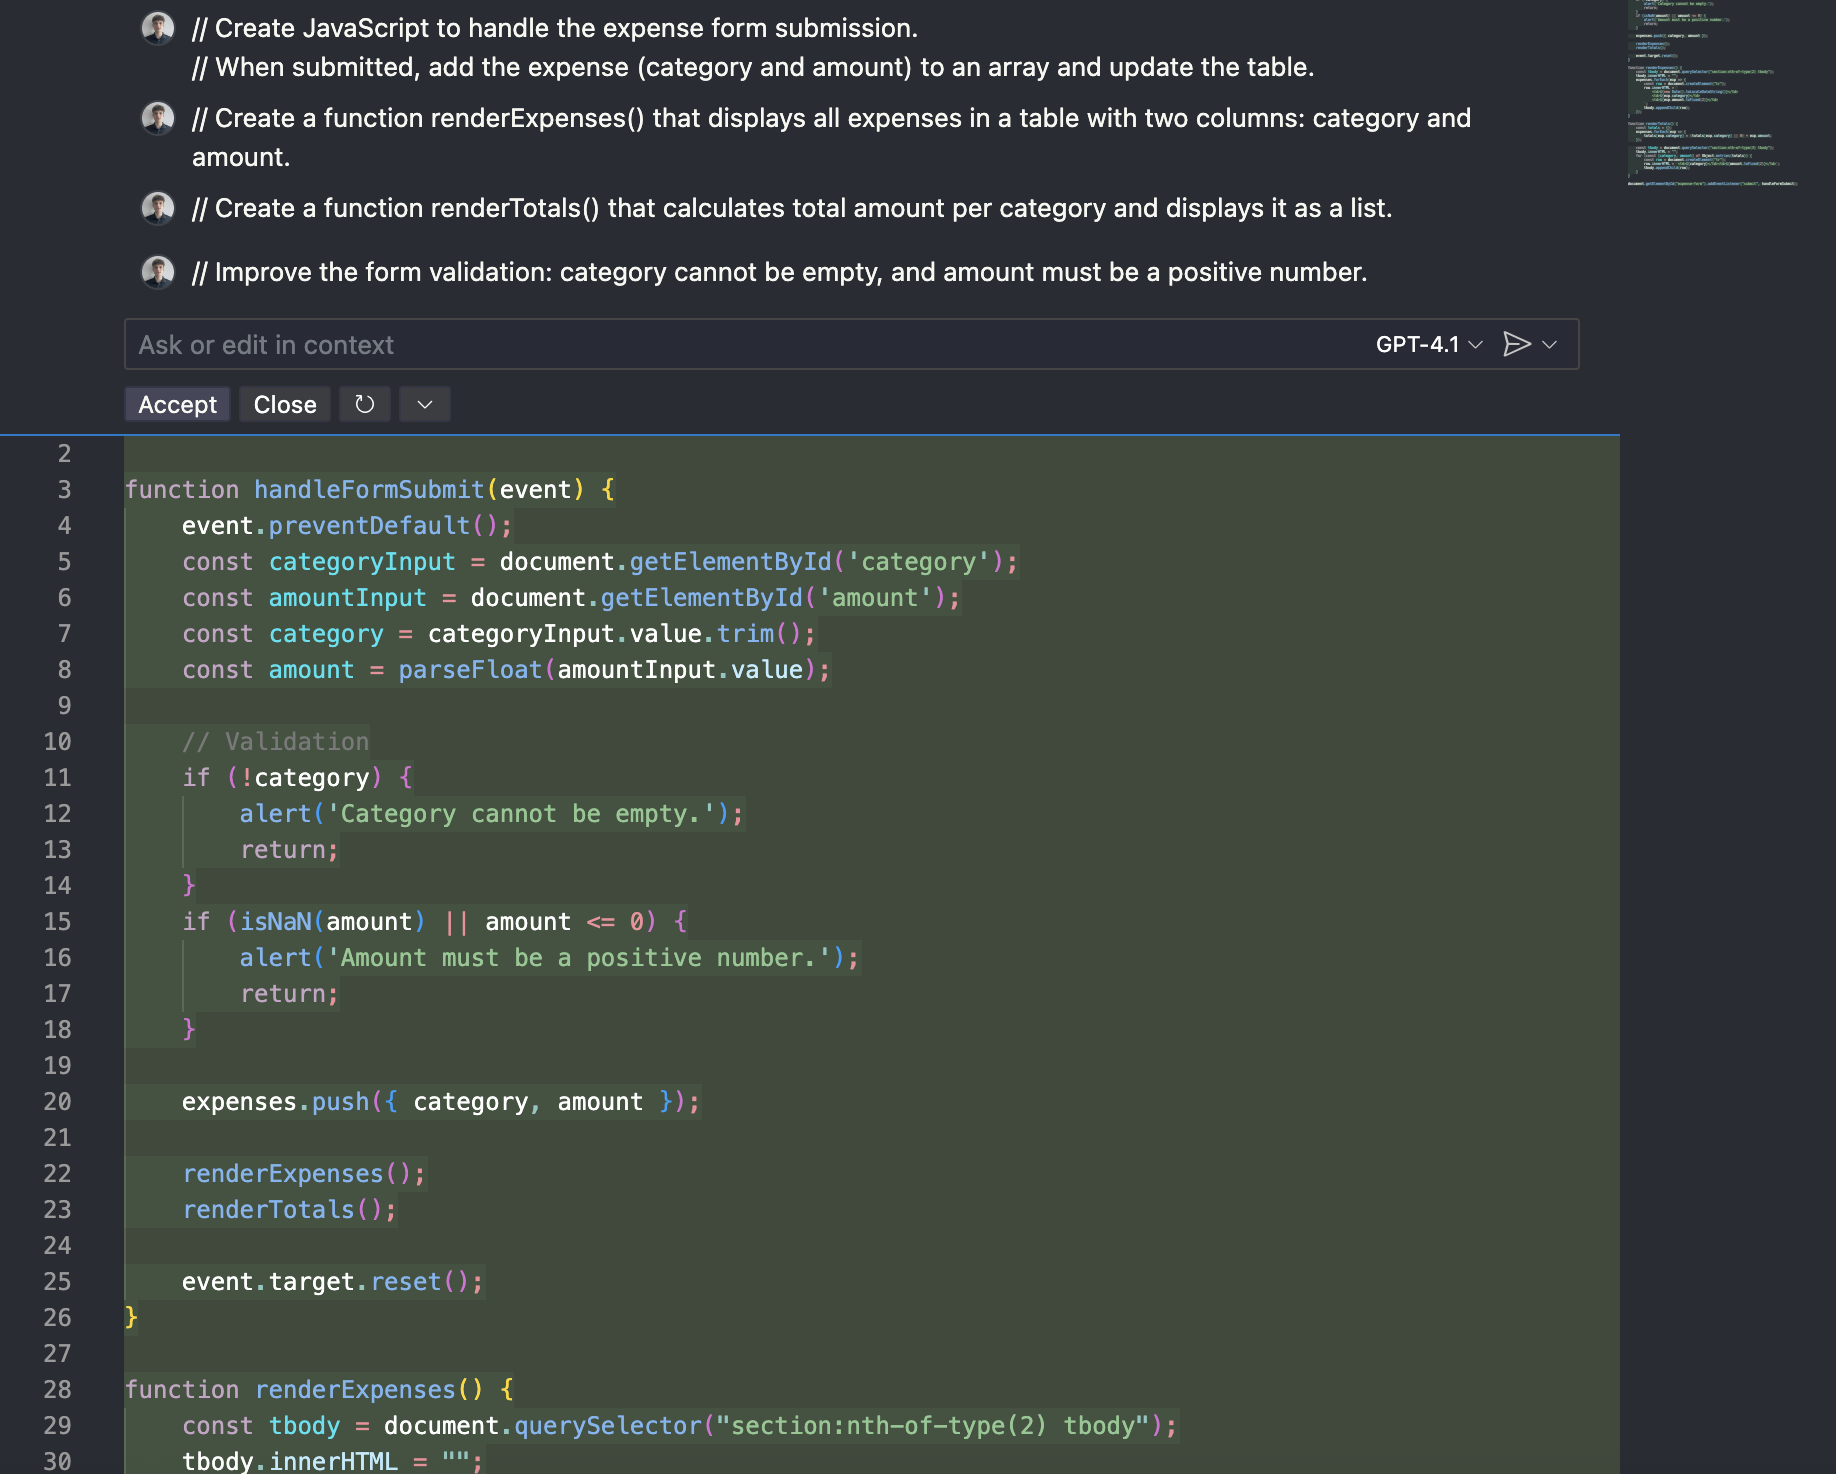 // Create JavaScript to handle the expense form submission.
// When submitted, add the expense (category and amount) to an array and update the table.
// Create a function renderExpenses() that displays all expenses in a table with two columns: category and
amount.
// Create a function renderTotals() that calculates total amount per category and displays it as a list.
// Improve the form validation: category cannot be empty, and amount must be a positive number.
Ask or edit in context GPT-4.1
Accept Close
2
3 function handleFormSubmit(event) {
4     event.preventDefault();
5     const categoryInput = document.getElementById('category');
6     const amountInput = document.getElementById('amount');
7     const category = categoryInput.value.trim();
8     const amount = parseFloat(amountInput.value);
9
10     // Validation
11     if (!category) {
12         alert('Category cannot be empty.');
13         return;
14     }
15     if (isNaN(amount) || amount <= 0) {
16         alert('Amount must be a positive number.');
17         return;
18     }
19
20     expenses.push({ category, amount });
21
22     renderExpenses();
23     renderTotals();
24
25     event.target.reset();
26 }
27
28 function renderExpenses() {
29     const tbody = document.querySelector("section:nth-of-type(2) tbody");
30     tbody.innerHTML = "";